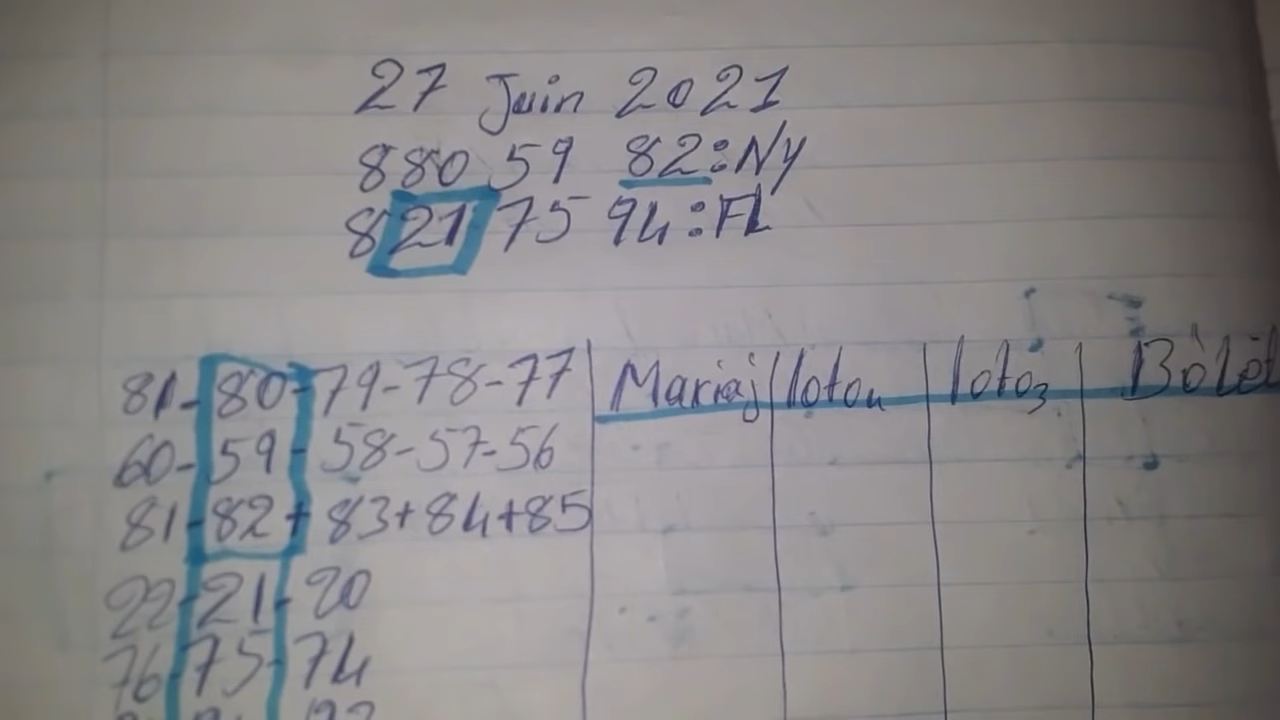 27 Juin 2021
880 59 82:NY
821 75 94:FL
81-80-79-78-77
Mariaj loto4 loto3 Bòlèt
60-59-58-57-56
81-82+83+84+85
22-21-20
76-75-74